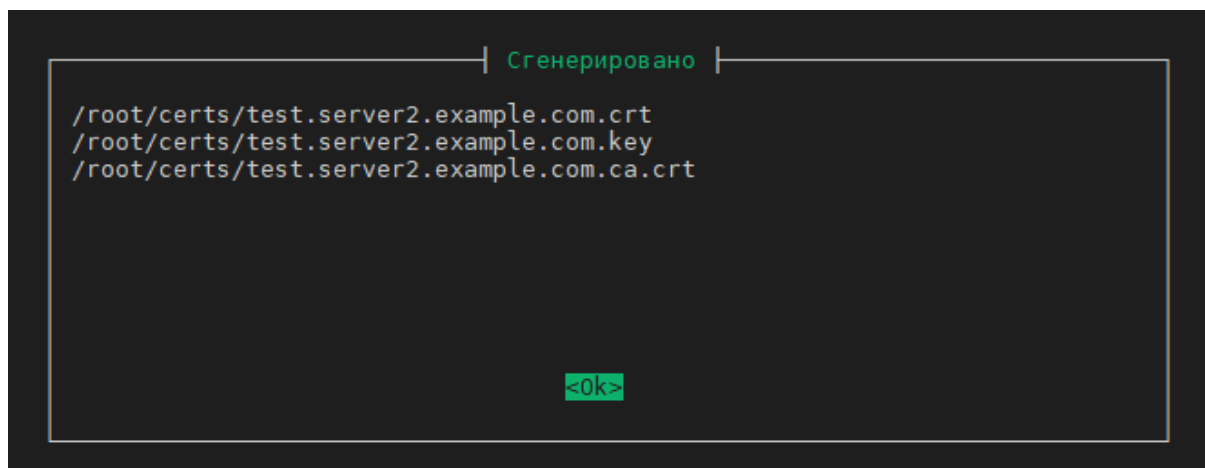 Сгенерировано
/root/certs/test.server2.example.com.crt
/root/certs/test.server2.example.com.key
/root/certs/test.server2.example.com.ca.crt
<Ok>